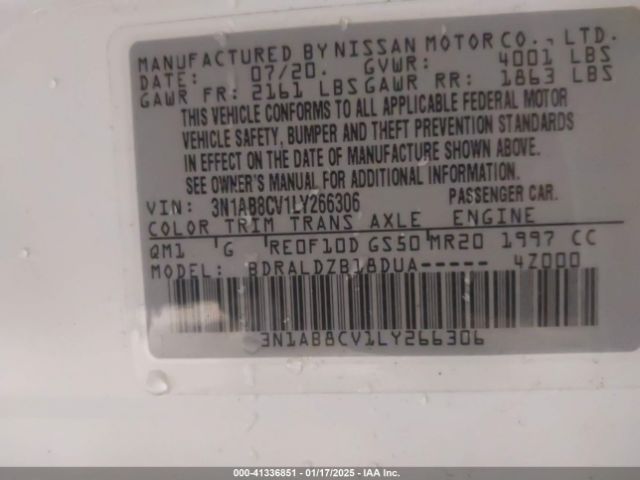 MANUFACTURED BY NISSAN MOTOR CO., LTD.
DATE: 07/20. GVWR: 4001 LBS
GAWR FR: 2161 LBS GAWR RR: 1863 LBS
THIS VEHICLE CONFORMS TO ALL APPLICABLE FEDERAL MOTOR
VEHICLE SAFETY, BUMPER AND THEFT PREVENTION STANDARDS
IN EFFECT ON THE DATE OF MANUFACTURE SHOWN ABOVE.
SEE OWNER'S MANUAL FOR ADDITIONAL INFORMATION.
VIN: 3N1AB8CV1LY266306 PASSENGER CAR.
COLOR TRIM TRANS AXLE ENGINE
QM1 G RE0F10D GS50 MR20 1997 CC
MODEL: BDRALDZB18DUA----- 4Z000
3N1AB8CV1LY266306
000-41336851 | 01/17/2025 | IAA Inc.